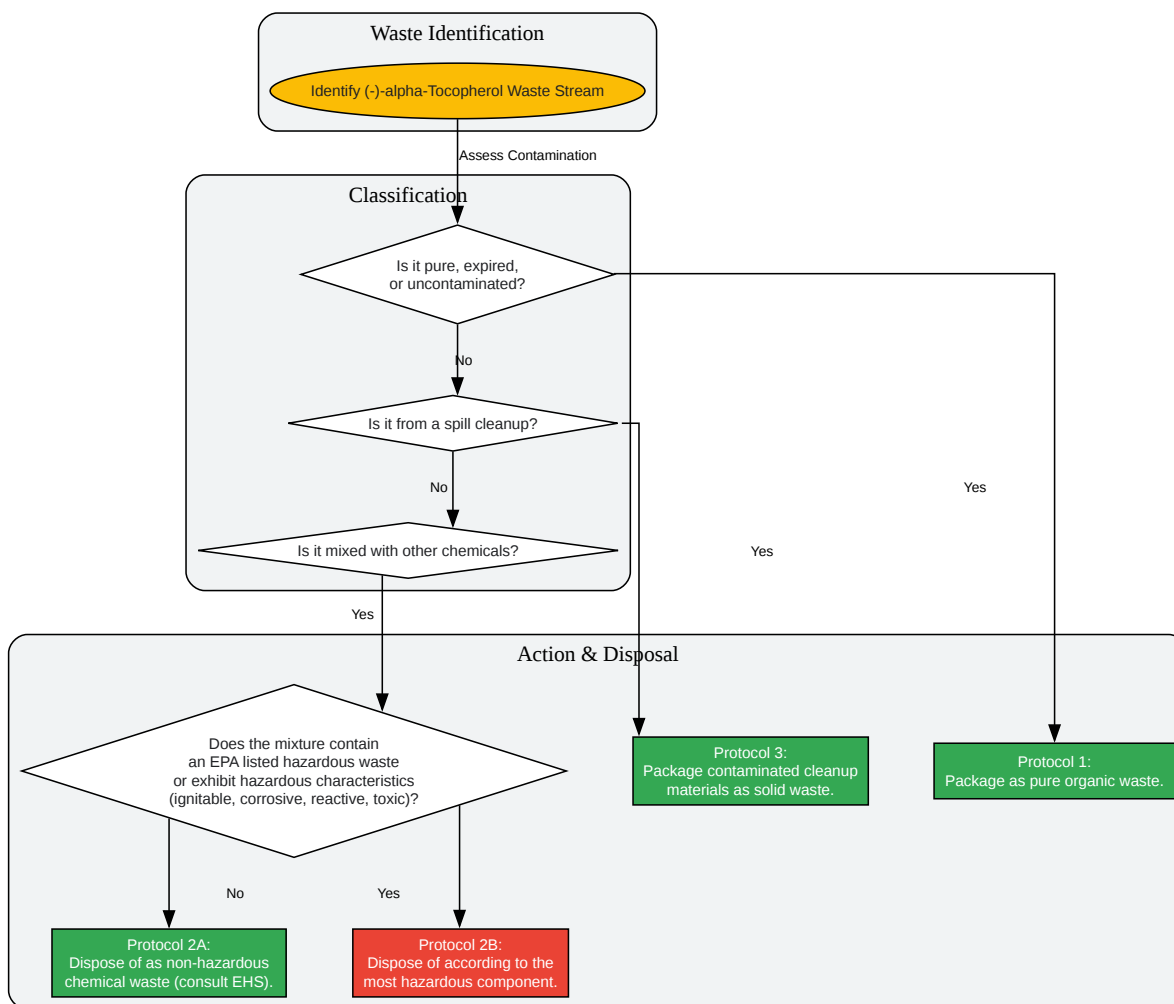 Waste Identification
Identify (-)-alpha-Tocopherol Waste Stream
Assess Contamination
Classification
Is it pure, expired,
or uncontaminated?
No
Is it from a spill cleanup?
No
Yes
Is it mixed with other chemicals?
Yes
Yes
Action & Disposal
Does the mixture contain
an EPA listed hazardous waste
or exhibit hazardous characteristics
(ignitable, corrosive, reactive, toxic)?
Protocol 3:
Package contaminated cleanup
materials as solid waste.
Protocol 1:
Package as pure organic waste.
No
Yes
Protocol 2A:
Dispose of as non-hazardous
chemical waste (consult EHS).
Protocol 2B:
Dispose of according to the
most hazardous component.